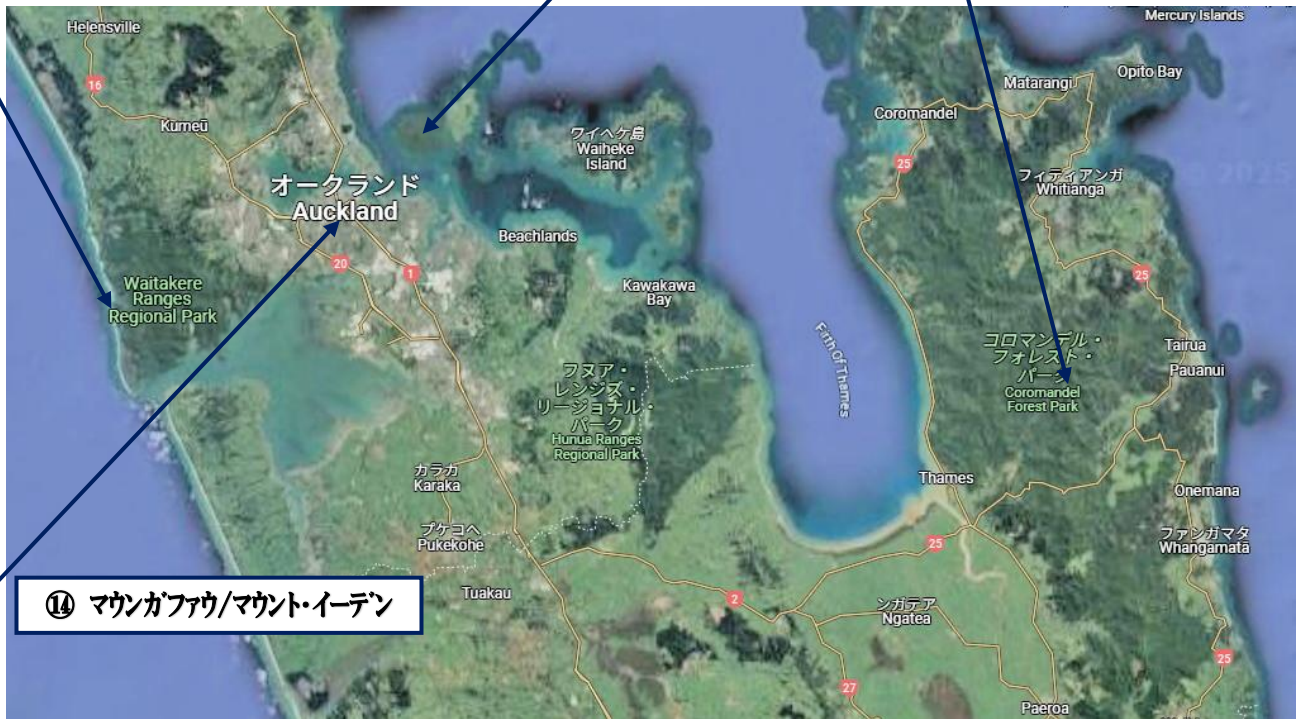 Mercury Islands
Helensville
Opito Bay
Matarangi
16
Coromandel
Kumeū
ワイヘケ島
Waiheke
Island
25
フィティアンガ
Whitianga
オークランド
Auckland
Beachlands
20
1
25
Waitakere
Ranges
Regional Park
Kawakawa
Bay
Firth Of Thames
コロマンデル・
フォレスト・
パーク
Coromandel
Forest Park
Tairua
Pauanui
フヌア・
レンジズ・
リージョナル・
パーク
Hunua Ranges
Regional Park
カラカ
Karaka
Thames
Onemana
プケコヘ
Pukekohe
25
ファンガマタ
Whangamatā
⑭ マウンガファウ/マウント・イーデン
Tuakau
2
ンガテア
Ngatea
25
27
Paeroa